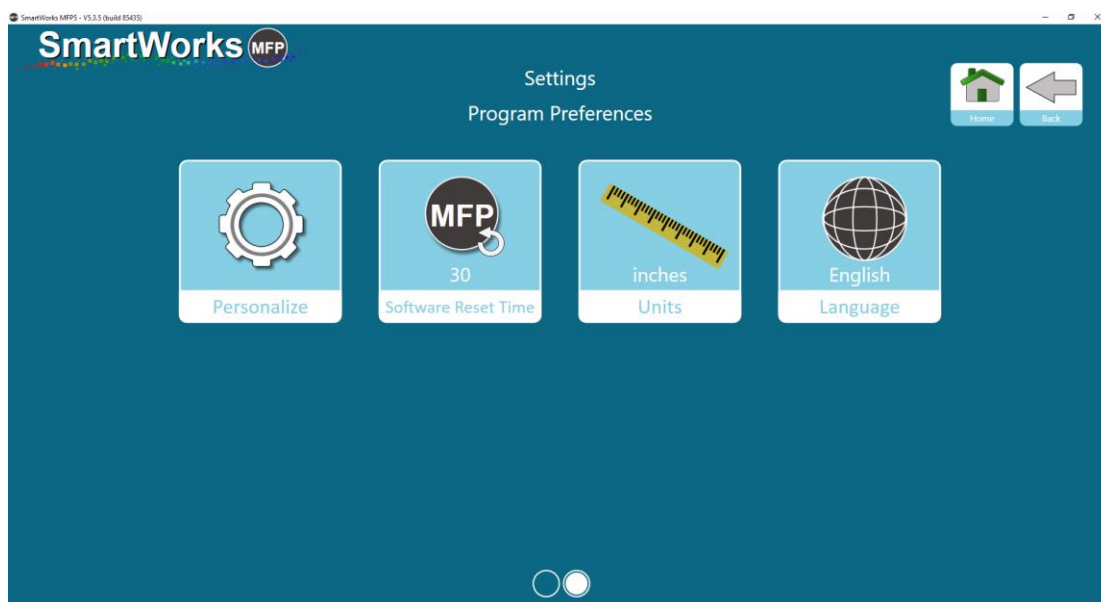 SmartWorks MFP5 - V5.3.5 (build 85435)
SmartWorks MFP
Settings
Program Preferences
Home
Back
MFP
30
inches
English
Personalize
Software Reset Time
Units
Language